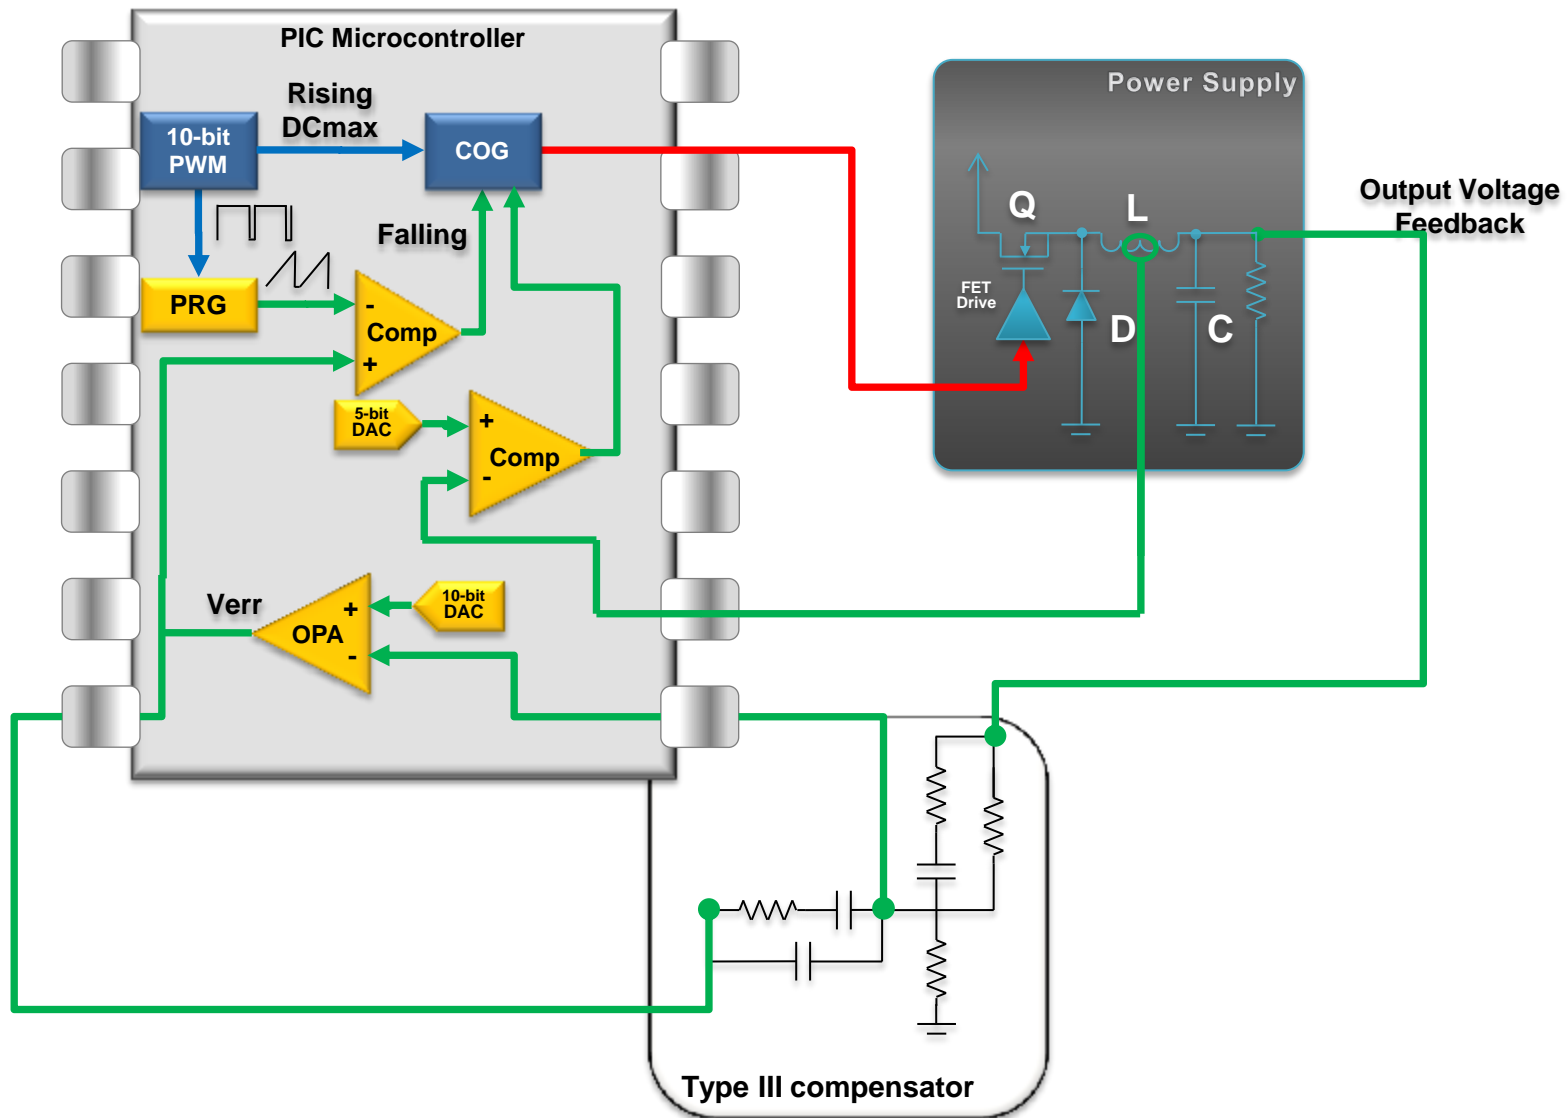 PIC Microcontroller
Rising
DCmax
10-bit
PWM
COG
Falling
PRG
-
Comp
+
5-bit
DAC
+
Comp
-
Verr
10-bit
DAC
+
OPA
-
Power Supply
Q
L
FET
Drive
D
C
Output Voltage
Feedback
Type III compensator